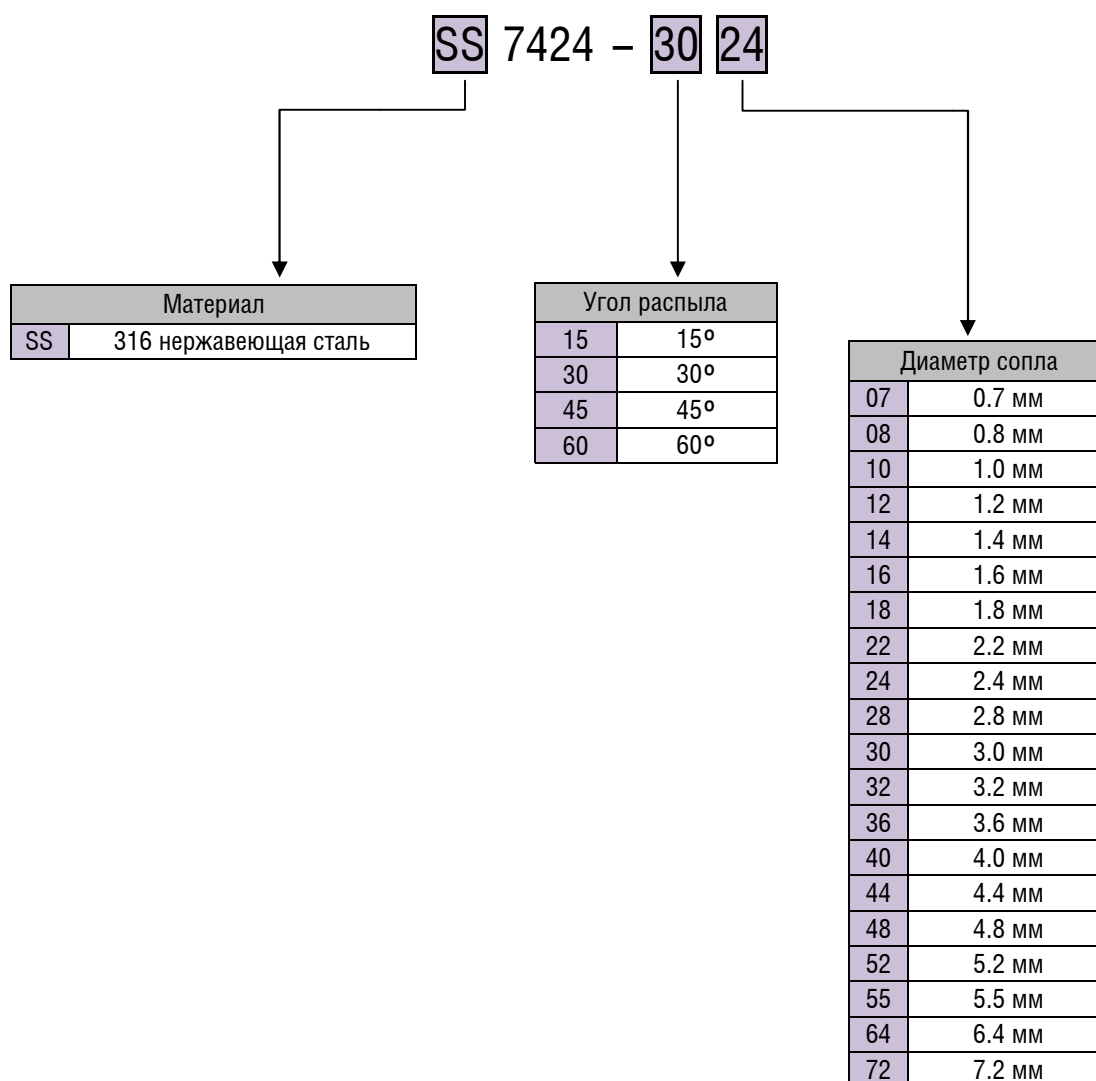 SS 7424 – 30 24
Материал
SS 316 нержавеющая сталь
Угол распыла
15 15º
30 30º
45 45º
60 60º
Диаметр сопла
07 0.7 мм
08 0.8 мм
10 1.0 мм
12 1.2 мм
14 1.4 мм
16 1.6 мм
18 1.8 мм
22 2.2 мм
24 2.4 мм
28 2.8 мм
30 3.0 мм
32 3.2 мм
36 3.6 мм
40 4.0 мм
44 4.4 мм
48 4.8 мм
52 5.2 мм
55 5.5 мм
64 6.4 мм
72 7.2 мм